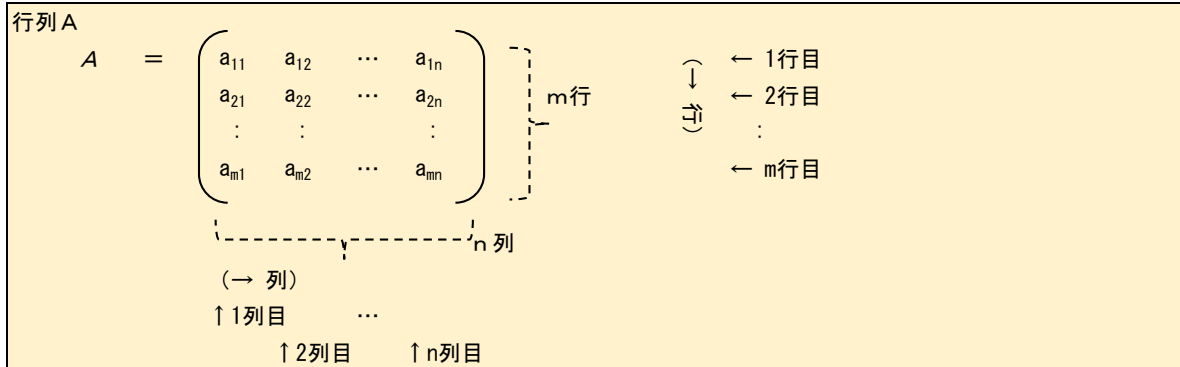 行列A
A = a11 a12 … a1n (↓ ← 1行目
a21 a22 … a2n m行 行) ← 2行目
: : : :
am1 am2 … amn ← m行目
n列
(→ 列)
↑1列目 …
↑2列目 ↑n列目